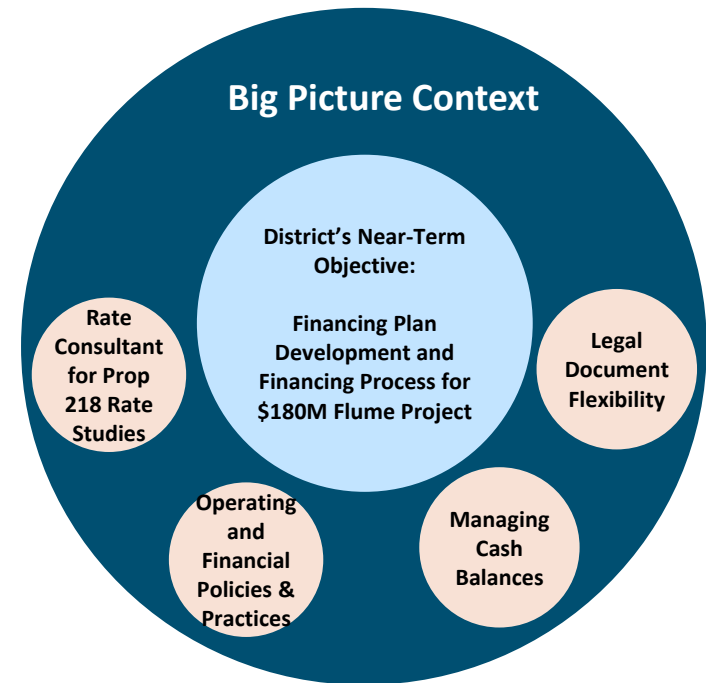 Big Picture Context
District’s Near-Term
Objective:
Financing Plan
Development and
Financing Process for
$180M Flume Project
Rate
Consultant
for Prop
218 Rate
Studies
Operating
and
Financial
Policies &
Practices
Managing
Cash
Balances
Legal
Document
Flexibility